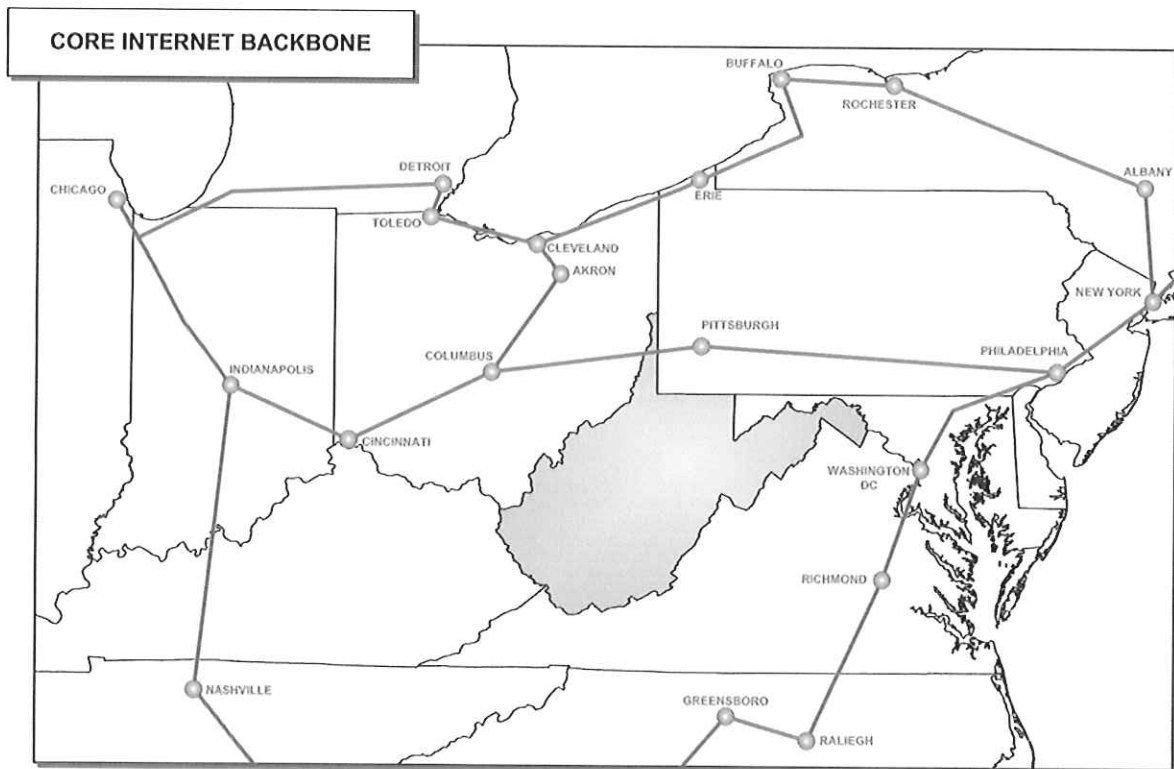 CORE INTERNET BACKBONE
BUFFALO
ROCHESTER
DETROIT
CHICAGO
ALBANY
ERIE
TOLEDO
CLEVELAND
AKRON
NEW YORK
PITTSBURGH
COLUMBUS
PHILADELPHIA
INDIANAPOLIS
CINCINNATI
WASHINGTON
DC
RICHMOND
NASHVILLE
GREENSBORO
RALIEGH